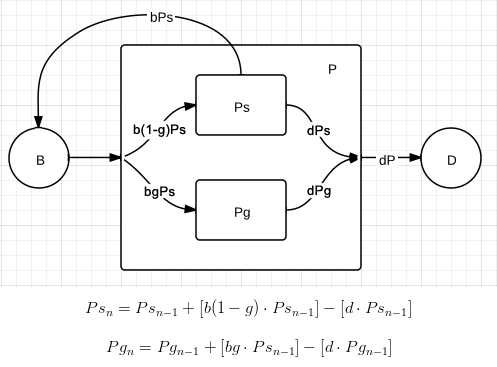 bPs
P
Ps
b(1-g)Ps
dPs
B
dP
D
bgPs
dPg
Pg
Ps_n = Ps_{n−1} + [b(1 − g) · Ps_{n−1}] − [d · Ps_{n−1}]
Pg_n = Pg_{n−1} + [bg · Ps_{n−1}] − [d · Pg_{n−1}]